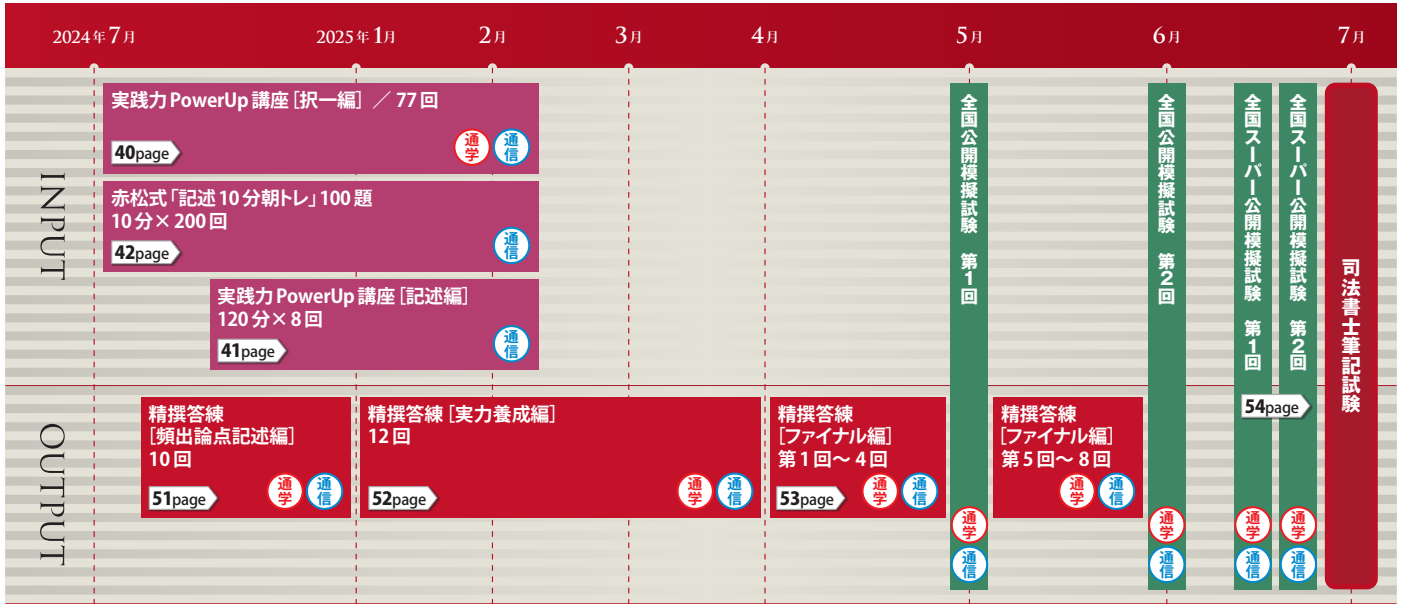 2024年7月
2025年1月
2月
3月
4月
5月
6月
7月
INPUT
実践力PowerUp講座［択一編］ ／ 77回
40page
通学
通信
赤松式「記述10分朝トレ」100題
10分×200回
42page
通信
実践力PowerUp講座［記述編］
120分×8回
41page
通信
OUTPUT
精撰答練
［頻出論点記述編］
10回
51page
通学
通信
精撰答練［実力養成編］
12回
52page
通学
通信
精撰答練
［ファイナル編］
第1回～4回
53page
通学
通信
全国公開模擬試験 第1回
通学
通信
精撰答練
［ファイナル編］
第5回～8回
通学
通信
全国公開模擬試験 第2回
通学
通信
全国スーパー公開模擬試験 第1回
通学
通信
全国スーパー公開模擬試験 第2回
54page
通学
通信
司法書士筆記試験